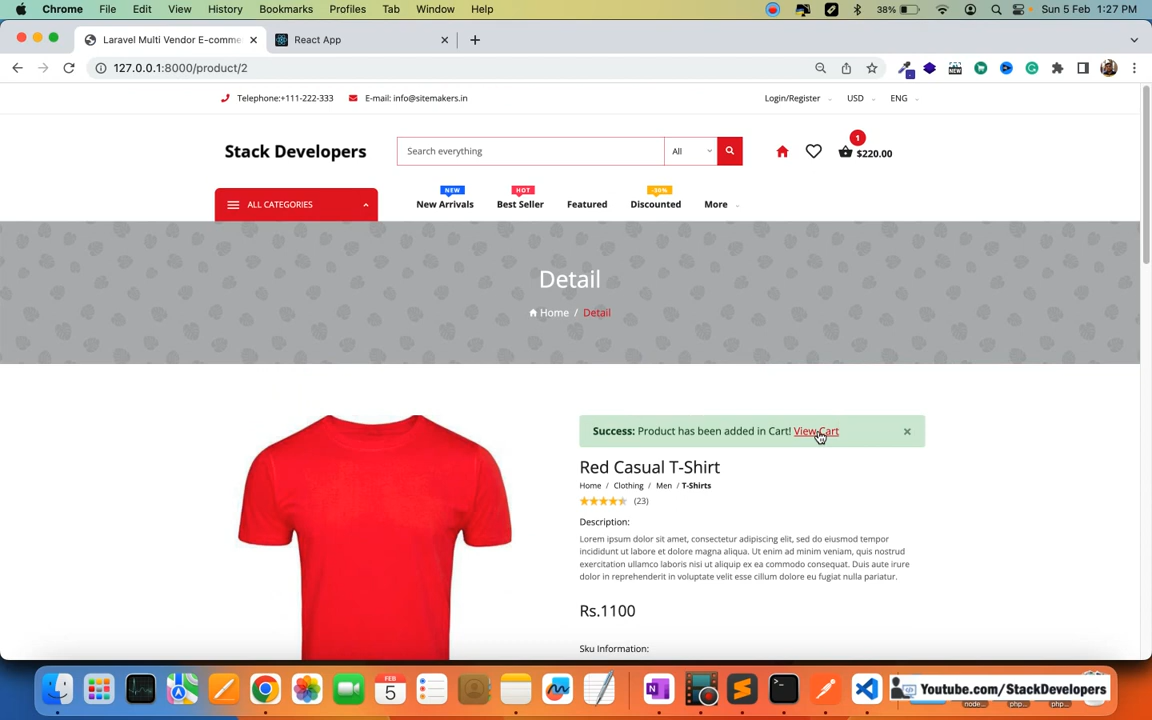 Chrome File Edit View History Bookmarks Profiles Tab Window Help 38% Sun 5 Feb 1:27 PM
Laravel Multi Vendor E-comme React App
127.0.0.1:8000/product/2
Telephone:+111-222-333 E-mail: info@sitemakers.in Login/Register USD ENG
Stack Developers Search everything All 1 $220.00
NEW HOT -30%
ALL CATEGORIES New Arrivals Best Seller Featured Discounted More
Detail
Home / Detail
Success: Product has been added in Cart! View Cart ×
Red Casual T-Shirt
Home / Clothing / Men / T-Shirts
(23)
Description:
Lorem ipsum dolor sit amet, consectetur adipiscing elit, sed do eiusmod tempor
incididunt ut labore et dolore magna aliqua. Ut enim ad minim veniam, quis nostrud
exercitation ullamco laboris nisi ut aliquip ex ea commodo consequat. Duis aute irure
dolor in reprehenderit in voluptate velit esse cillum dolore eu fugiat nulla pariatur.
Rs.1100
Sku Information:
FEB
5
Youtube.com/StackDevelopers
node... php... php...